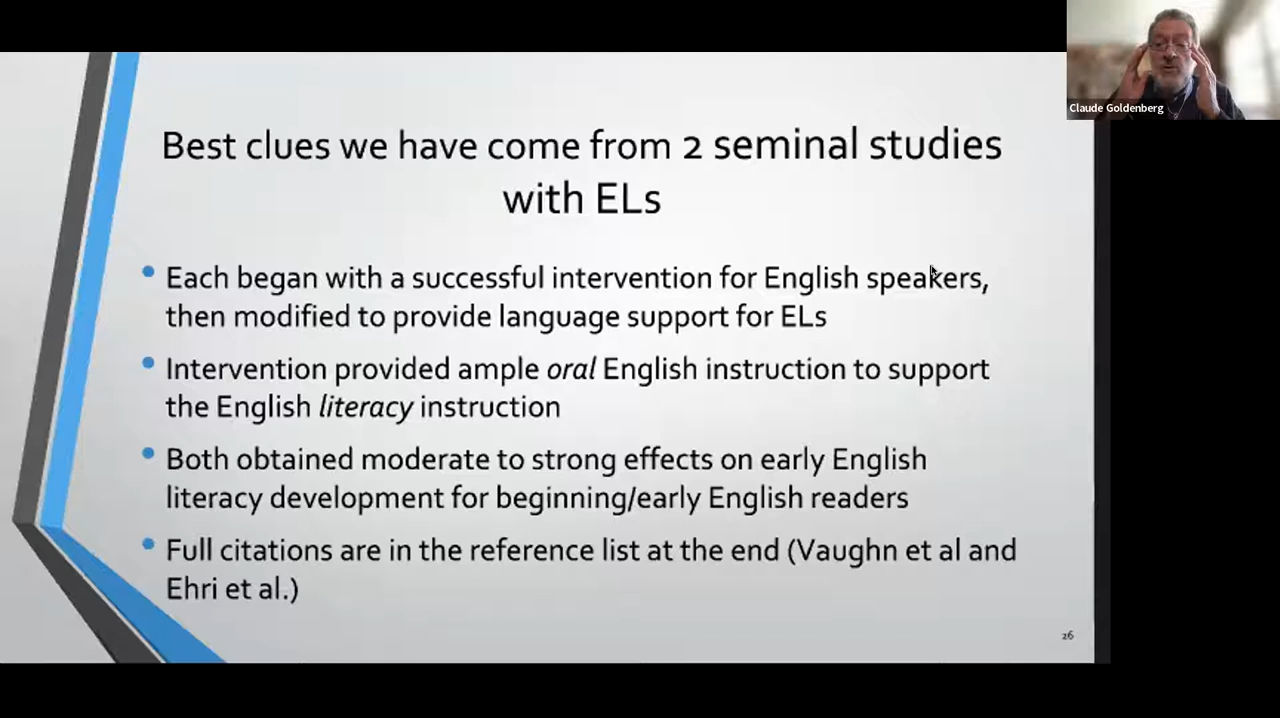 Claude Goldenberg
Best clues we have come from 2 seminal studies
with ELs
• Each began with a successful intervention for English speakers,
then modified to provide language support for ELs
• Intervention provided ample oral English instruction to support
the English literacy instruction
• Both obtained moderate to strong effects on early English
literacy development for beginning/early English readers
• Full citations are in the reference list at the end (Vaughn et al and
Ehri et al.)
26